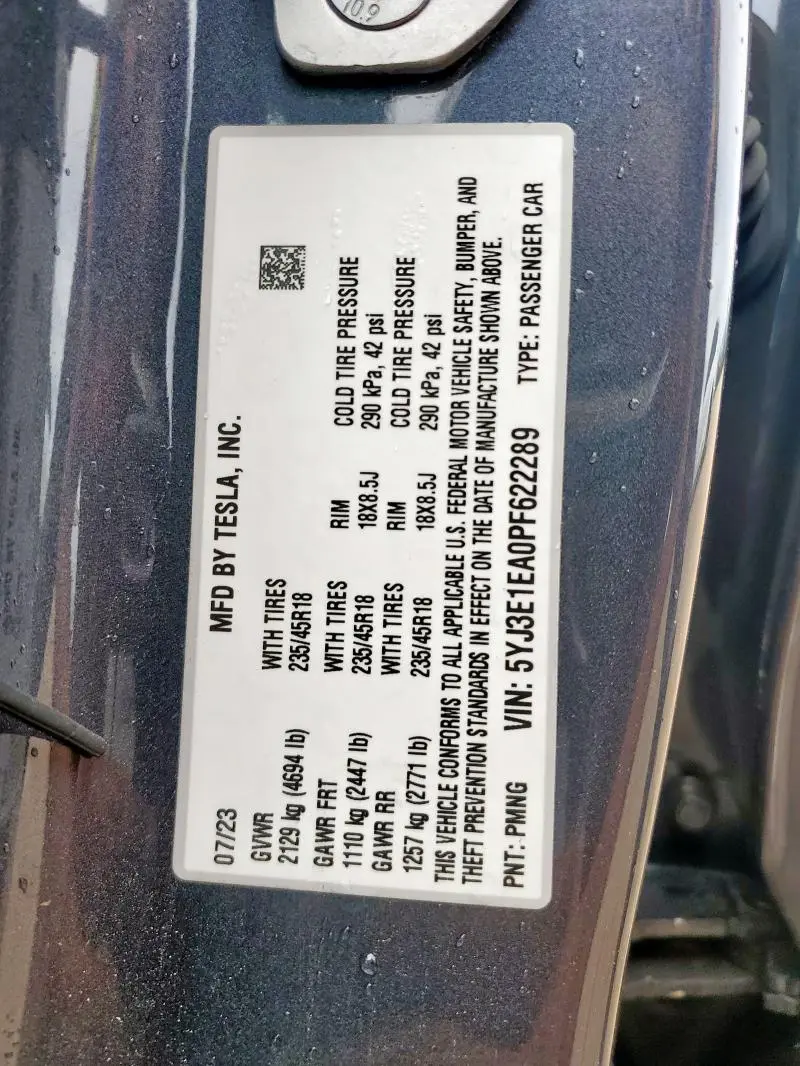 10.9
07/23 MFD BY TESLA, INC.
GVWR WITH TIRES
2129 kg (4694 lb) 235/45R18
GAWR FRT WITH TIRES RIM COLD TIRE PRESSURE
1110 kg (2447 lb) 235/45R18 18X8.5J 290 kPa, 42 psi
GAWR RR WITH TIRES RIM COLD TIRE PRESSURE
1257 kg (2771 lb) 235/45R18 18X8.5J 290 kPa, 42 psi
THIS VEHICLE CONFORMS TO ALL APPLICABLE U.S. FEDERAL MOTOR VEHICLE SAFETY, BUMPER, AND
THEFT PREVENTION STANDARDS IN EFFECT ON THE DATE OF MANUFACTURE SHOWN ABOVE.
PNT: PMNG VIN: 5YJ3E1EA0PF622289 TYPE: PASSENGER CAR